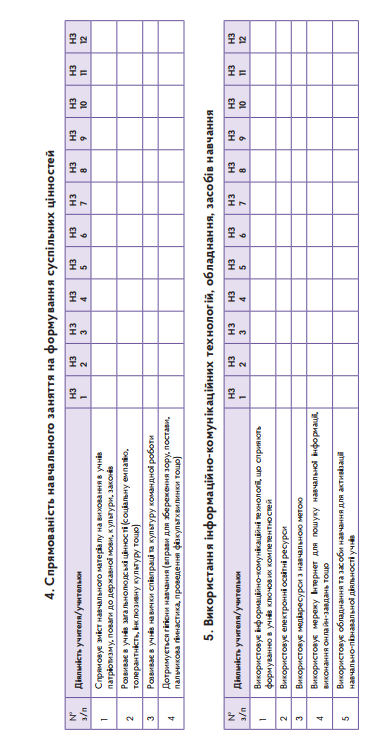 4. Спрямованість навчального заняття на формування суспільних цінностей
№ з/п Діяльність учителя/учительки НЗ 1 НЗ 2 НЗ 3 НЗ 4 НЗ 5 НЗ 6 НЗ 7 НЗ 8 НЗ 9 НЗ 10 НЗ 11 НЗ 12
1 Спрямовує зміст навчального матеріалу на виховання в учнів
патріотизму, поваги до державної мови, культури, законів
2 Розвиває в учнів загальнолюдські цінності (соціальну емпатію,
толерантність, інклюзивну культуру тощо)
3 Розвиває в учнів навички співпраці та культуру командної роботи
4 Дотримується гігієни навчання (вправи для збереження зору, постави,
пальчикова гімнастика, проведення фізкультхвилинки тощо)
5. Використання інформаційно-комунікаційних технологій, обладнання, засобів навчання
№ з/п Діяльність учителя/учительки НЗ 1 НЗ 2 НЗ 3 НЗ 4 НЗ 5 НЗ 6 НЗ 7 НЗ 8 НЗ 9 НЗ 10 НЗ 11 НЗ 12
1 Використовує інформаційно-комунікаційні технології, що сприяють
формуванню в учнів ключових компетентностей
2 Використовує електронні освітні ресурси
3 Використовує медіаресурси з навчальною метою
4 Використовує мережу Інтернет для пошуку навчальної інформації,
виконання онлайн-завдань тощо
5 Використовує обладнання та засоби навчання для активізації
навчально-пізнавальної діяльності учнів